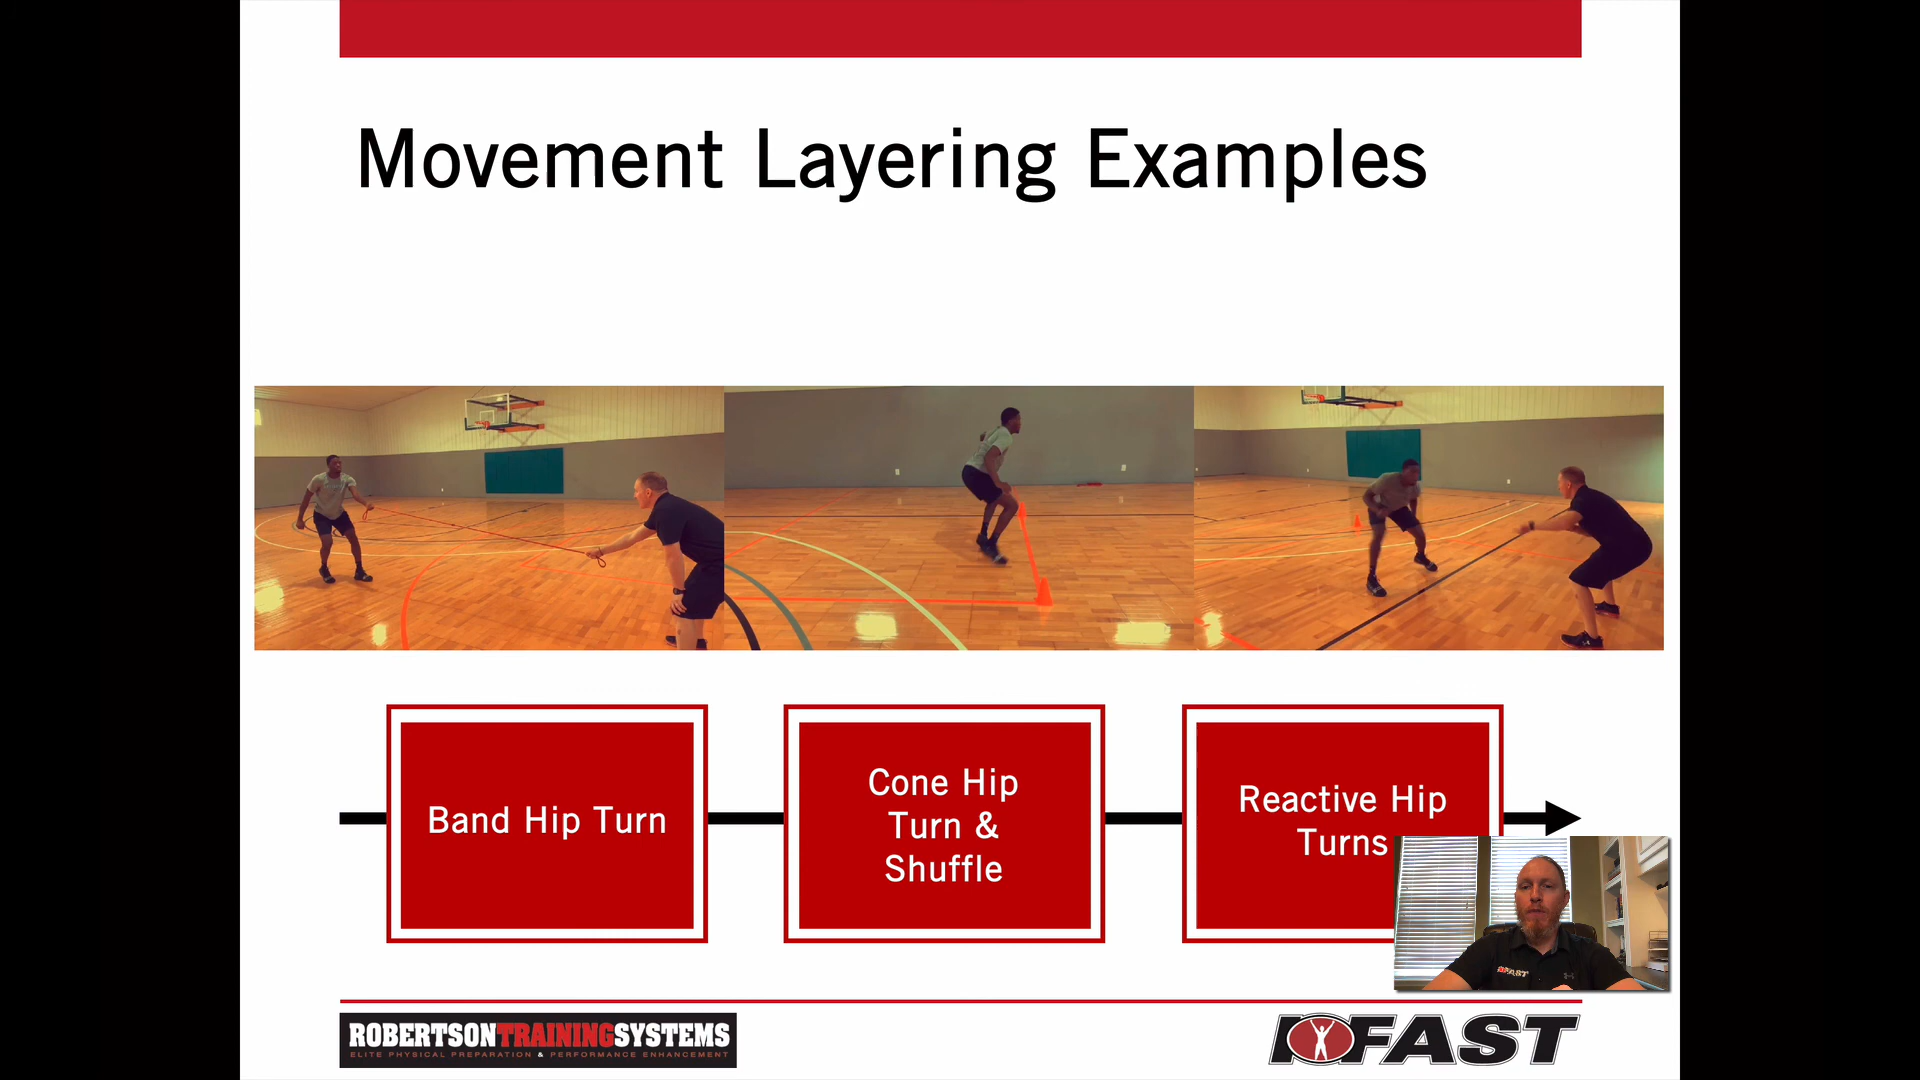 Movement Layering Examples
Band Hip Turn
Cone Hip
Turn &
Shuffle
Reactive Hip
Turns
ROBERTSONTRAININGSYSTEMS
ELITE PHYSICAL PREPARATION & PERFORMANCE ENHANCEMENT
IFAST
IFAST